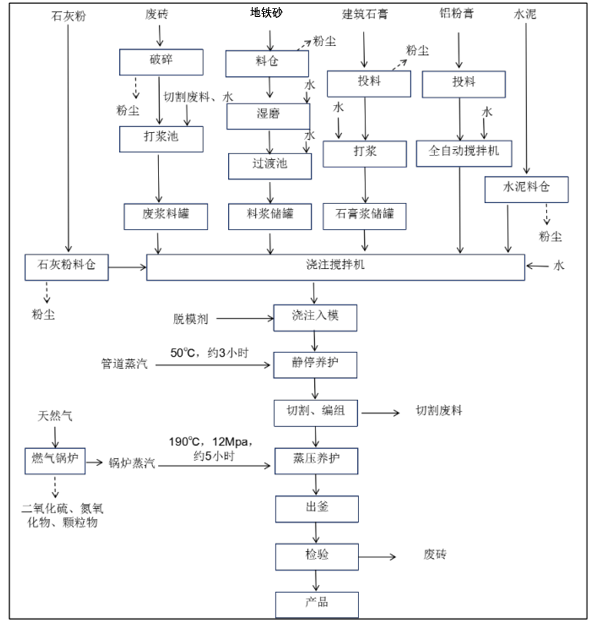 石灰粉
废砖
地铁砂
建筑石膏
铝粉膏
水泥
破碎
粉尘
切割废料、水
打浆池
废浆料罐
料仓
粉尘
水
湿磨
水
过渡池
料浆储罐
投料
粉尘
水
打浆
石膏浆储罐
投料
水
全自动搅拌机
水泥料仓
粉尘
石灰粉料仓
粉尘
浇注搅拌机
水
脱模剂
浇注入模
管道蒸汽
50℃，约3小时
静停养护
切割、编组
切割废料
天然气
燃气锅炉
锅炉蒸汽
190℃，12Mpa，
约5小时
蒸压养护
二氧化硫、氮氧
化物、颗粒物
出釜
检验
废砖
产品